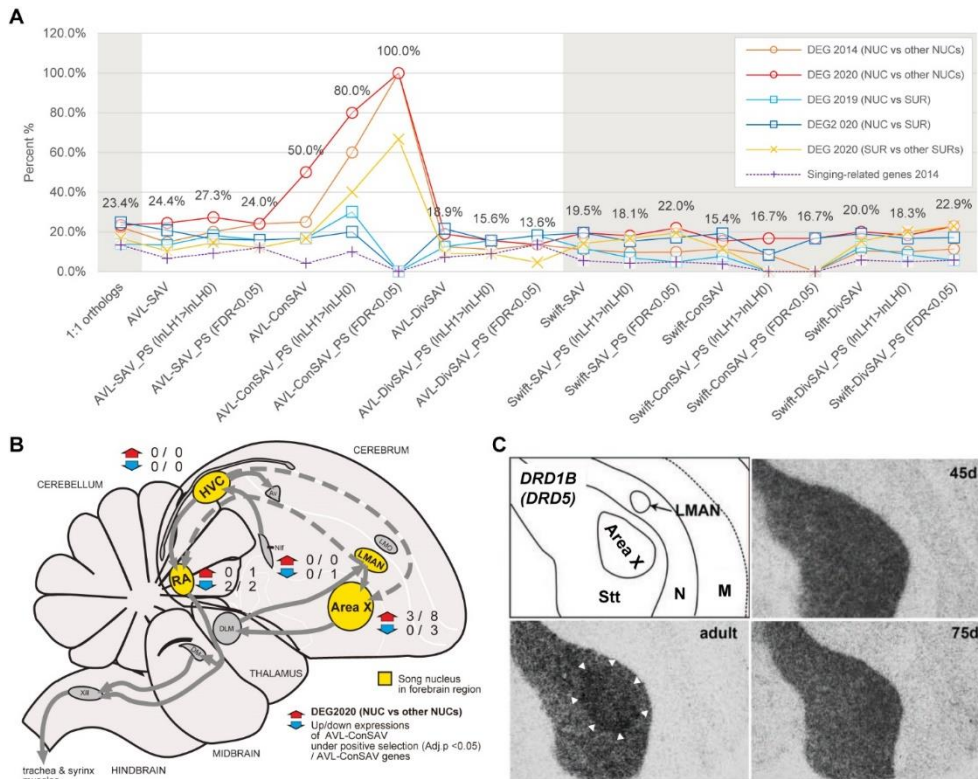 A
120.0%
100.0%
80.0%
60.0%
40.0%
20.0%
0.0%
Percent %
23.4%
24.4%
27.3%
24.0%
50.0%
80.0%
100.0%
18.9%
15.6%
13.6%
19.5%
18.1%
22.0%
15.4%
16.7%
16.7%
20.0%
18.3%
22.9%
DEG 2014 (NUC vs other NUCs)
DEG 2020 (NUC vs other NUCs)
DEG 2019 (NUC vs SUR)
DEG2 020 (NUC vs SUR)
DEG 2020 (SUR vs other SURs)
Singing-related genes 2014
1:1 orthologs
AVL-SAV
AVL-SAV_PS (lnLH1>lnLH0)
AVL-SAV_PS (FDR<0.05)
AVL-ConSAV
AVL-ConSAV_PS (lnLH1>lnLH0)
AVL-ConSAV_PS (FDR<0.05)
AVL-DivSAV
AVL-DivSAV_PS (lnLH1>lnLH0)
AVL-DivSAV_PS (FDR<0.05)
Swift-SAV
Swift-SAV_PS (lnLH1>lnLH0)
Swift-SAV_PS (FDR<0.05)
Swift-ConSAV
Swift-ConSAV_PS (lnLH1>lnLH0)
Swift-ConSAV_PS (FDR<0.05)
Swift-DivSAV
Swift-DivSAV_PS (lnLH1>lnLH0)
Swift-DivSAV_PS (FDR<0.05)
B
0 / 0
0 / 0
CEREBRUM
CEREBELLUM
HVC
Av
LMO
Nif
LMAN
0 / 0
0 / 1
RA
0 / 1
2 / 2
Area X
3 / 8
0 / 3
DLM
THALAMUS
XII
MIDBRAIN
HINDBRAIN
trachea & syrinx
Song nucleus
in forebrain region
DEG2020 (NUC vs other NUCs)
Up/down expressions
of AVL-ConSAV
under positive selection (Adj.p <0.05)
/ AVL-ConSAV genes
C
DRD1B
(DRD5)
LMAN
Area X
Stt
N
M
45d
adult
75d